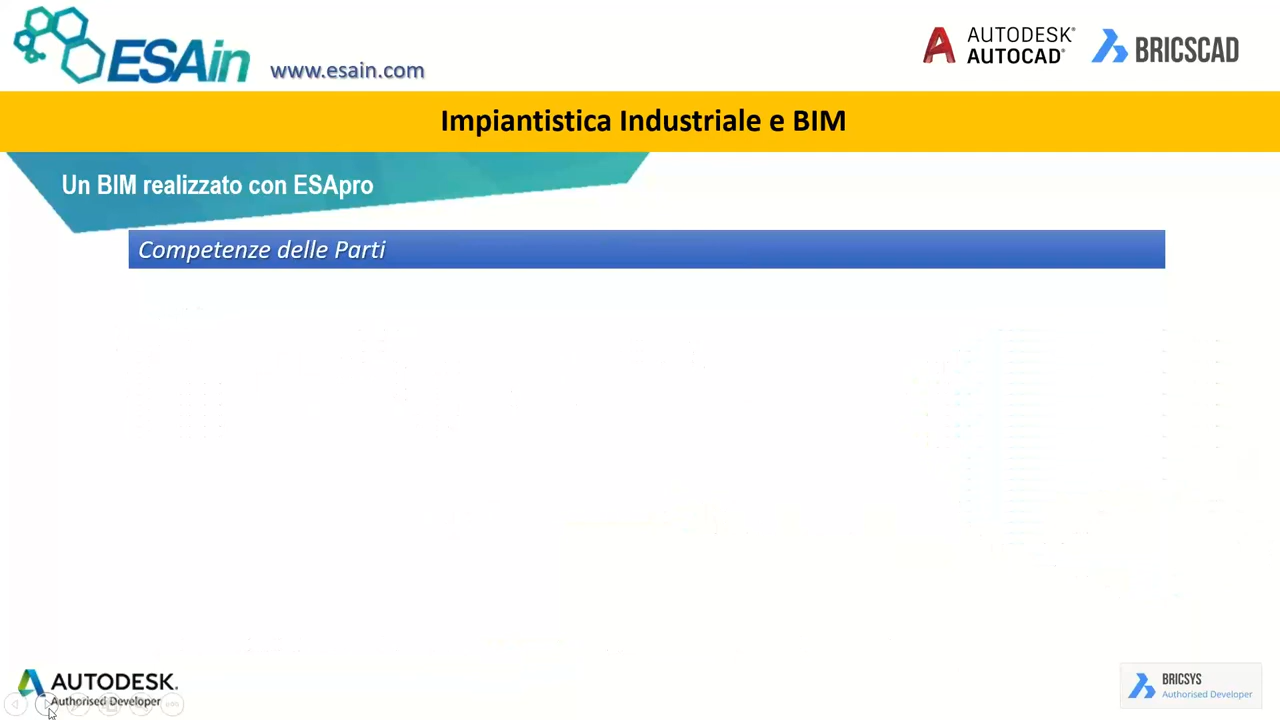 ESAin
www.esain.com
AUTODESK®
AUTOCAD®
BRICSCAD
Impiantistica Industriale e BIM
Un BIM realizzato con ESApro
Competenze delle Parti
AUTODESK.
Authorised Developer
BRICSYS
Authorised Developer